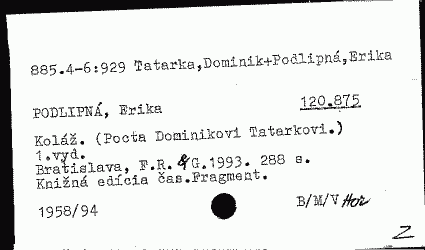 885.4-6:929 Tatarka,Dominik+Podlipná,Erika
PODLIPNÁ, Erika
120.875
Koláž. (Pocta Dominikovi Tatarkovi.)
1.vyd.
Bratislava, F.R.&G.1993. 288 s.
Knižná edícia čas.Fragment.
1958/94
B/M/V Hor
Z